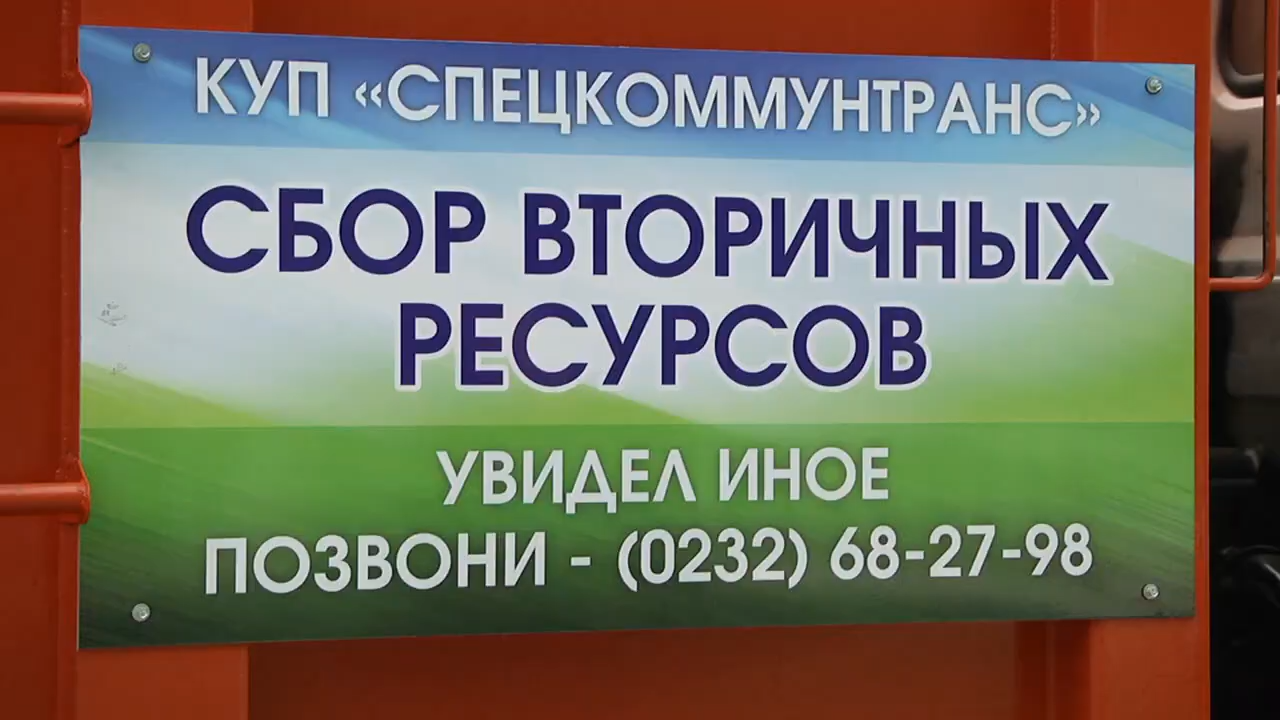 КУП «СПЕЦКОММУНТРАНС»
СБОР ВТОРИЧНЫХ
РЕСУРСОВ
УВИДЕЛ ИНОЕ
ПОЗВОНИ - (0232) 68-27-98